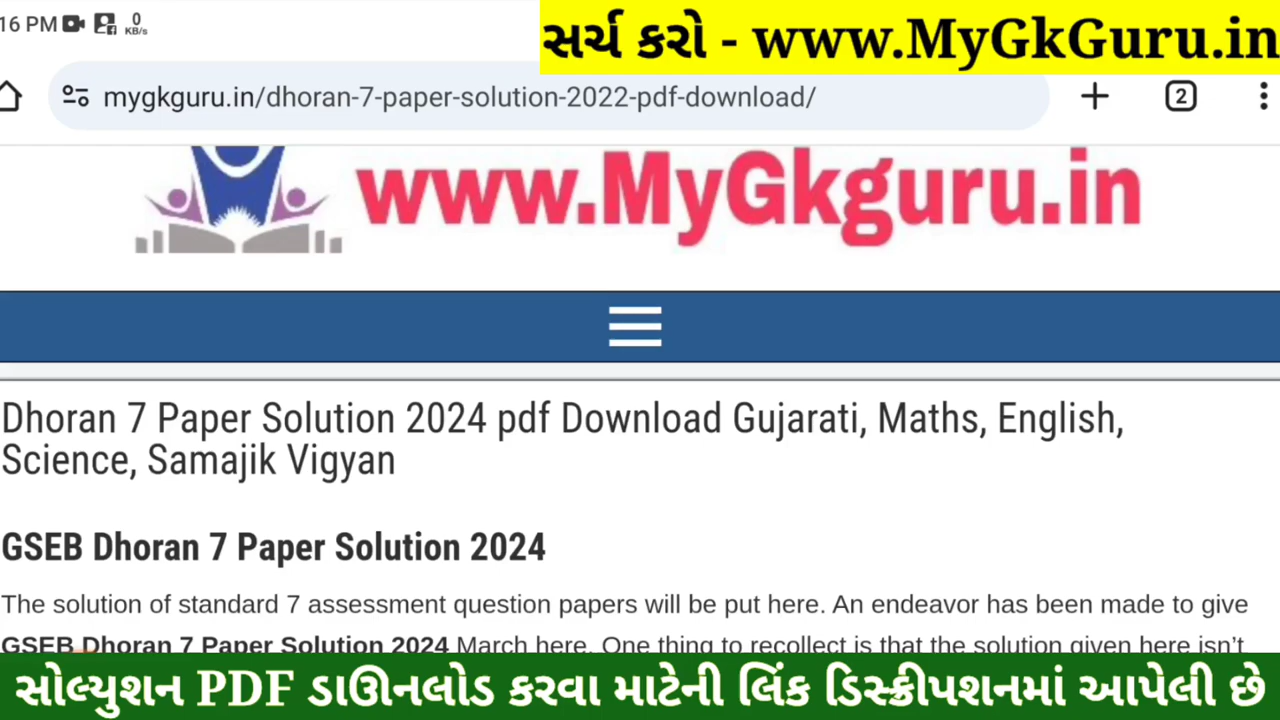 16 PM 0 KB/s
સર્ચ કરો - www.MyGkGuru.in
mygkguru.in/dhoran-7-paper-solution-2022-pdf-download/ 2
www.MyGkguru.in
Dhoran 7 Paper Solution 2024 pdf Download Gujarati, Maths, English,
Science, Samajik Vigyan
GSEB Dhoran 7 Paper Solution 2024
The solution of standard 7 assessment question papers will be put here. An endeavor has been made to give
GSEB Dhoran 7 Paper Solution 2024 March here. One thing to recollect is that the solution given here isn't
સોલ્યુશન PDF ડાઊનલોડ કરવા માટેની લિંક ડિસ્ક્રીપશનમાં આપેલી છે